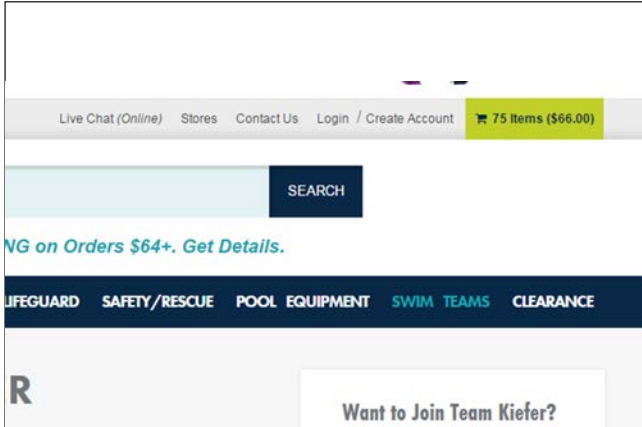 Live Chat (Online) Stores Contact Us Login / Create Account 75 Items ($66.00)
SEARCH
NG on Orders $64+. Get Details.
LIFEGUARD SAFETY/RESCUE POOL EQUIPMENT SWIM TEAMS CLEARANCE
R
Want to Join Team Kiefer?